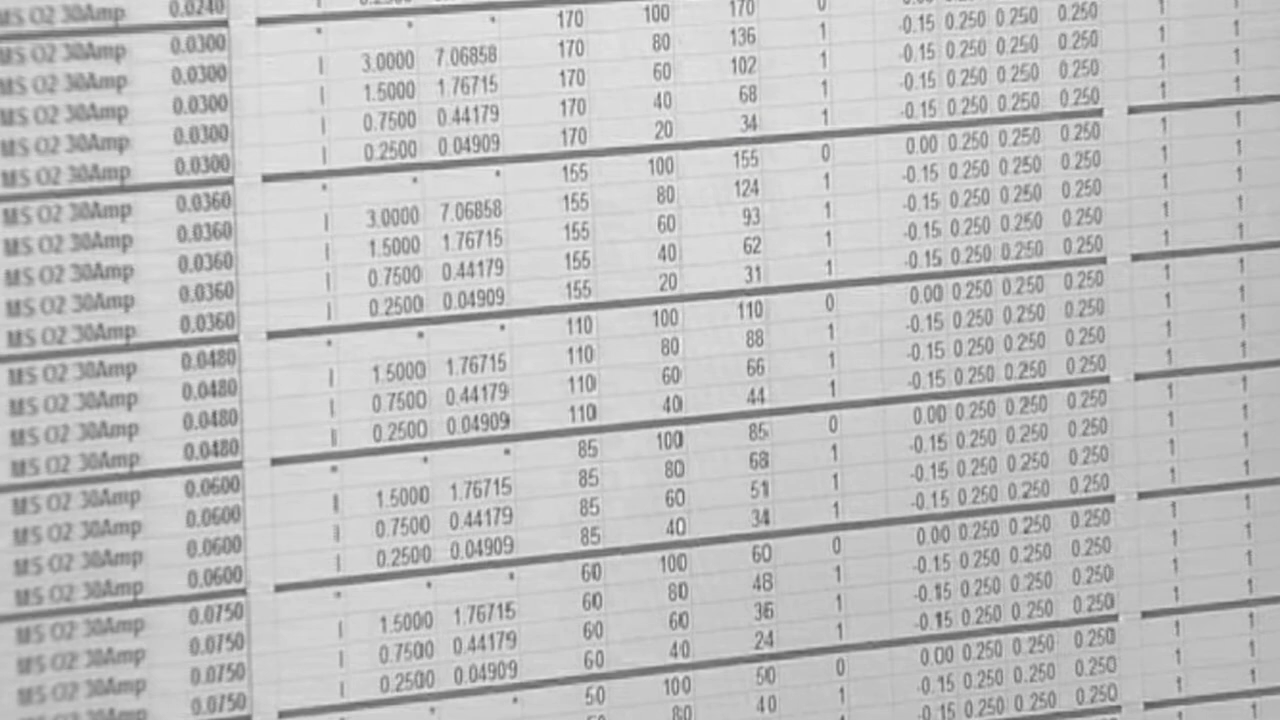 MS O2 30Amp 0.0240
MS O2 30Amp 0.0300 * * * 170 100 170 0
MS O2 30Amp 0.0300 | 3.0000 7.06858 170 80 136 1 -0.15 0.250 0.250 0.250 1 1
MS O2 30Amp 0.0300 | 1.5000 1.76715 170 60 102 1 -0.15 0.250 0.250 0.250 1 1
MS O2 30Amp 0.0300 | 0.7500 0.44179 170 40 68 1 -0.15 0.250 0.250 0.250 1 1
MS O2 30Amp 0.0300 | 0.2500 0.04909 170 20 34 1 -0.15 0.250 0.250 0.250 1 1
MS O2 30Amp 0.0360 * * * 155 100 155 0 0.00 0.250 0.250 0.250 1 1
MS O2 30Amp 0.0360 | 3.0000 7.06858 155 80 124 1 -0.15 0.250 0.250 0.250 1 1
MS O2 30Amp 0.0360 | 1.5000 1.76715 155 60 93 1 -0.15 0.250 0.250 0.250 1 1
MS O2 30Amp 0.0360 | 0.7500 0.44179 155 40 62 1 -0.15 0.250 0.250 0.250 1 1
MS O2 30Amp 0.0360 | 0.2500 0.04909 155 20 31 1 -0.15 0.250 0.250 0.250 1 1
MS O2 30Amp 0.0480 * * * 110 100 110 0 0.00 0.250 0.250 0.250 1 1
MS O2 30Amp 0.0480 | 1.5000 1.76715 110 80 88 1 -0.15 0.250 0.250 0.250 1 1
MS O2 30Amp 0.0480 | 0.7500 0.44179 110 60 66 1 -0.15 0.250 0.250 0.250 1 1
MS O2 30Amp 0.0480 | 0.2500 0.04909 110 40 44 1 -0.15 0.250 0.250 0.250 1 1
MS O2 30Amp 0.0600 * * * 85 100 85 0 0.00 0.250 0.250 0.250 1 1
MS O2 30Amp 0.0600 | 1.5000 1.76715 85 80 68 1 -0.15 0.250 0.250 0.250 1 1
MS O2 30Amp 0.0600 | 0.7500 0.44179 85 60 51 1 -0.15 0.250 0.250 0.250 1 1
MS O2 30Amp 0.0600 | 0.2500 0.04909 85 40 34 1 -0.15 0.250 0.250 0.250 1 1
MS O2 30Amp 0.0750 * * * 60 100 60 0 0.00 0.250 0.250 0.250 1 1
MS O2 30Amp 0.0750 | 1.5000 1.76715 60 80 48 1 -0.15 0.250 0.250 0.250 1 1
MS O2 30Amp 0.0750 | 0.7500 0.44179 60 60 36 1 -0.15 0.250 0.250 0.250 1 1
MS O2 30Amp 0.0750 | 0.2500 0.04909 60 40 24 1 -0.15 0.250 0.250 0.250 1 1
* * 50 100 50 0 0.00 0.250 0.250 0.250 1 1
80 40 1 -0.15 0.250 0.250 0.250 1 1
-0.15 0.250 0.250 0.250 1 1